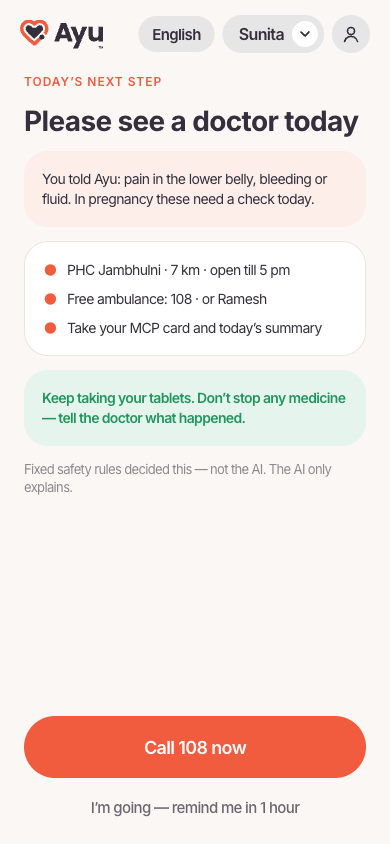 Ayu™
English
Sunita
TODAY’S NEXT STEP
Please see a doctor today
You told Ayu: pain in the lower belly, bleeding or
fluid. In pregnancy these need a check today.
PHC Jambhulni · 7 km · open till 5 pm
Free ambulance: 108 · or Ramesh
Take your MCP card and today’s summary
Keep taking your tablets. Don’t stop any medicine
— tell the doctor what happened.
Fixed safety rules decided this — not the AI. The AI only
explains.
Call 108 now
I’m going — remind me in 1 hour